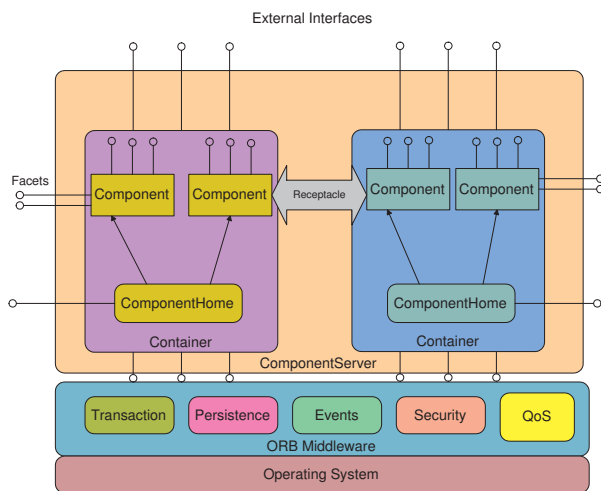 External Interfaces
Facets
Component
Component
Receptacle
Component
Component
ComponentHome
ComponentHome
Container
Container
ComponentServer
Transaction
Persistence
Events
Security
QoS
ORB Middleware
Operating System